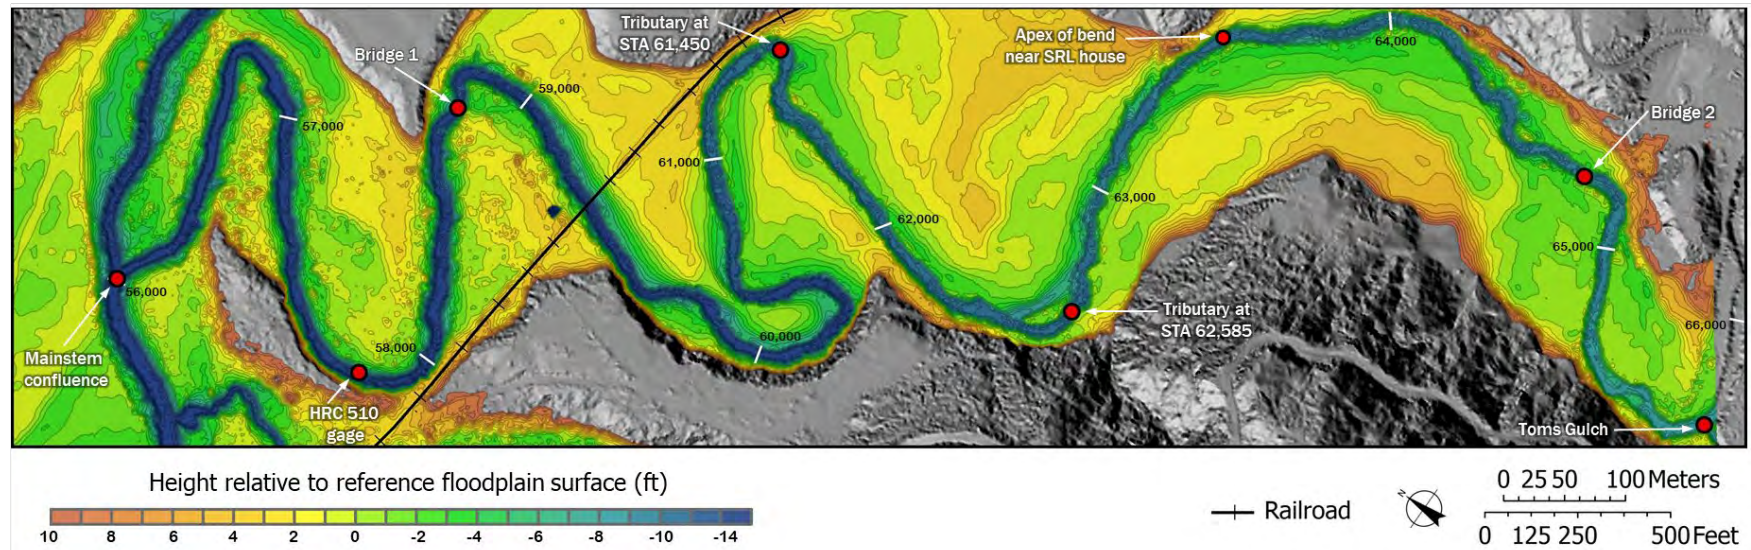 Tributary at
STA 61,450
Bridge 1
Apex of bend
near SRL house
64,000
59,000
57,000
Bridge 2
61,000
63,000
62,000
65,000
56,000
Tributary at
STA 62,585
66,000
60,000
58,000
Mainstem
confluence
HRC 510
gage
Toms Gulch
Height relative to reference floodplain surface (ft)
10 8 6 4 2 0 -2 -4 -6 -8 -10 -14
Railroad
N
0 25 50 100 Meters
0 125 250 500 Feet